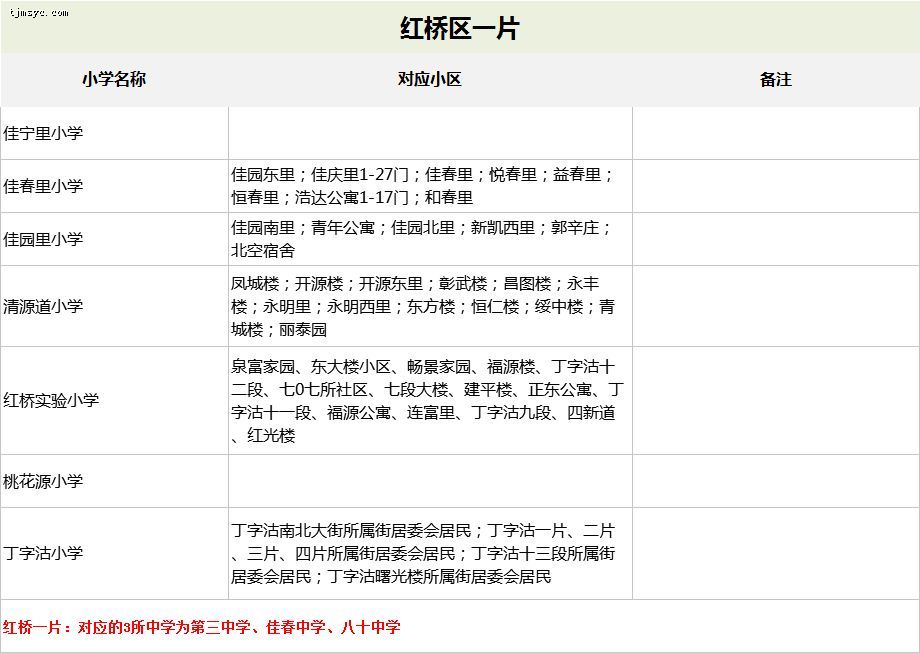 tjmsyc.com
红桥区一片
小学名称 对应小区 备注
佳宁里小学
佳春里小学
佳园东里；佳庆里1-27门；佳春里；悦春里；益春里；
恒春里；浩达公寓1-17门；和春里
佳园里小学
佳园南里；青年公寓；佳园北里；新凯西里；郭辛庄；
北空宿舍
清源道小学
凤城楼；开源楼；开源东里；彰武楼；昌图楼；永丰
楼；永明里；永明西里；东方楼；恒仁楼；绥中楼；青
城楼；丽泰园
红桥实验小学
泉富家园、东大楼小区、畅景家园、福源楼、丁字沽十
二段、七0七所社区、七段大楼、建平楼、正东公寓、丁
字沽十一段、福源公寓、连富里、丁字沽九段、四新道
、红光楼
桃花源小学
丁字沽小学
丁字沽南北大街所属街居委会居民；丁字沽一片、二片
、三片、四片所属街居委会居民；丁字沽十三段所属街
居委会居民；丁字沽曙光楼所属街居委会居民
红桥一片：对应的3所中学为第三中学、佳春中学、八十中学